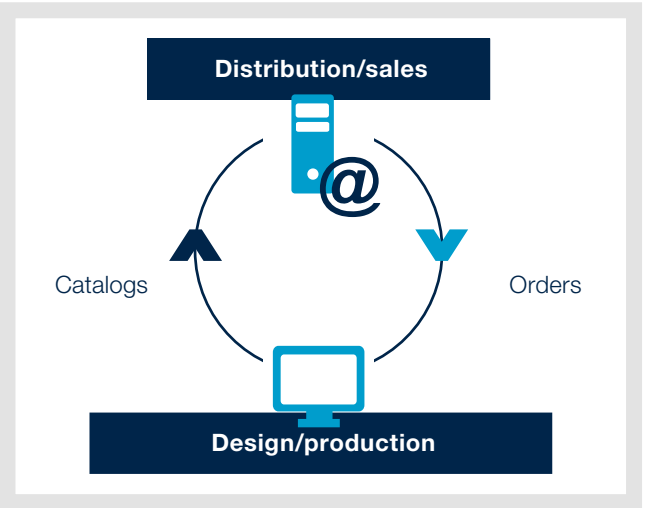 Distribution/sales
@
Catalogs
Orders
Design/production